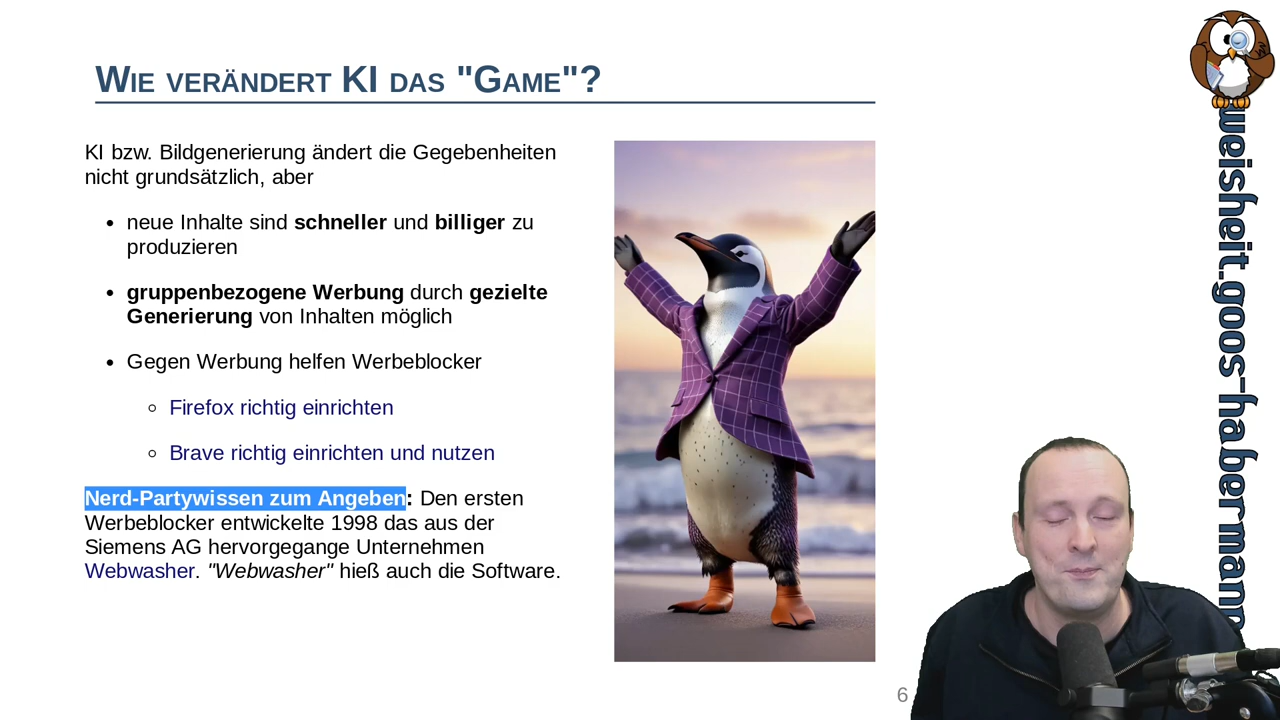 Wie verändert KI das "Game"?
KI bzw. Bildgenerierung ändert die Gegebenheiten
nicht grundsätzlich, aber
• neue Inhalte sind schneller und billiger zu
produzieren
• gruppenbezogene Werbung durch gezielte
Generierung von Inhalten möglich
• Gegen Werbung helfen Werbeblocker
◦ Firefox richtig einrichten
◦ Brave richtig einrichten und nutzen
Nerd-Partywissen zum Angeben: Den ersten
Werbeblocker entwickelte 1998 das aus der
Siemens AG hervorgegange Unternehmen
Webwasher. "Webwasher" hieß auch die Software.
6
weisheit.goos-habermann